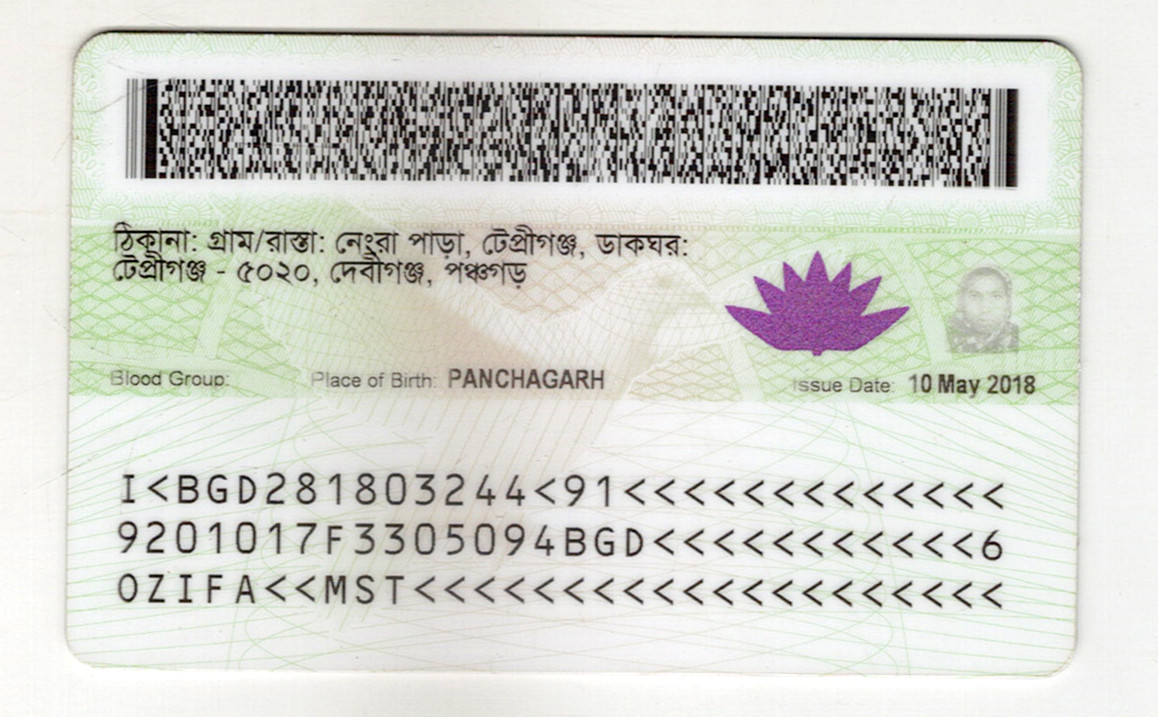 ঠিকানা: গ্রাম/রাস্তা: নেংরা পাড়া, টেপ্রীগঞ্জ, ডাকঘর:
টেপ্রীগঞ্জ - ৫০২০, দেবীগঞ্জ, পঞ্চগড়
Blood Group: Place of Birth: PANCHAGARH Issue Date: 10 May 2018
I<BGD281803244<91<<<<<<<<<<<<<
9201017F3305094BGD<<<<<<<<<<<6
OZIFA<<MST<<<<<<<<<<<<<<<<<<<<